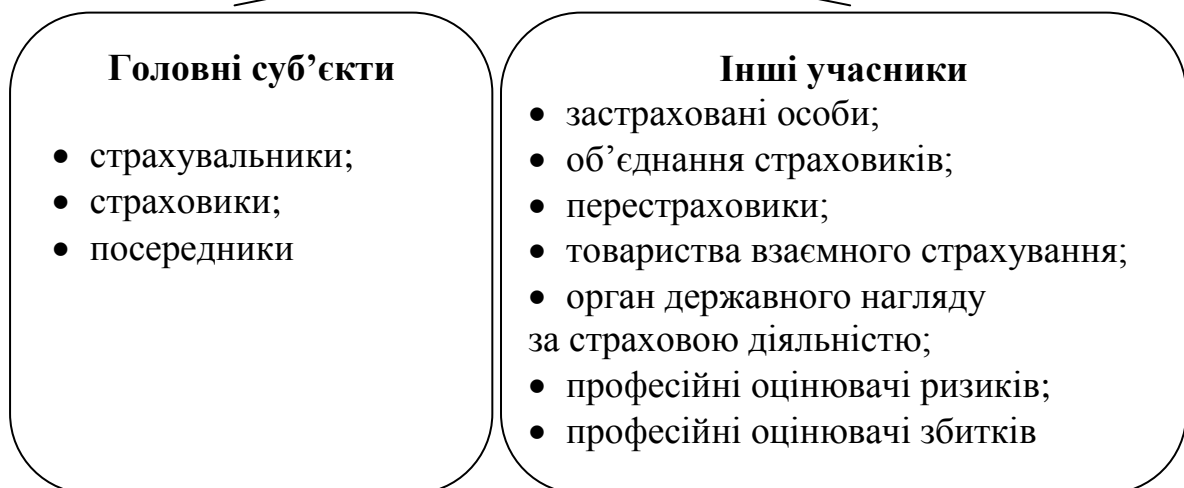 Головні суб’єкти
• страхувальники;
• страховики;
• посередники
Інші учасники
• застраховані особи;
• об’єднання страховиків;
• перестраховики;
• товариства взаємного страхування;
• орган державного нагляду
за страховою діяльністю;
• професійні оцінювачі ризиків;
• професійні оцінювачі збитків